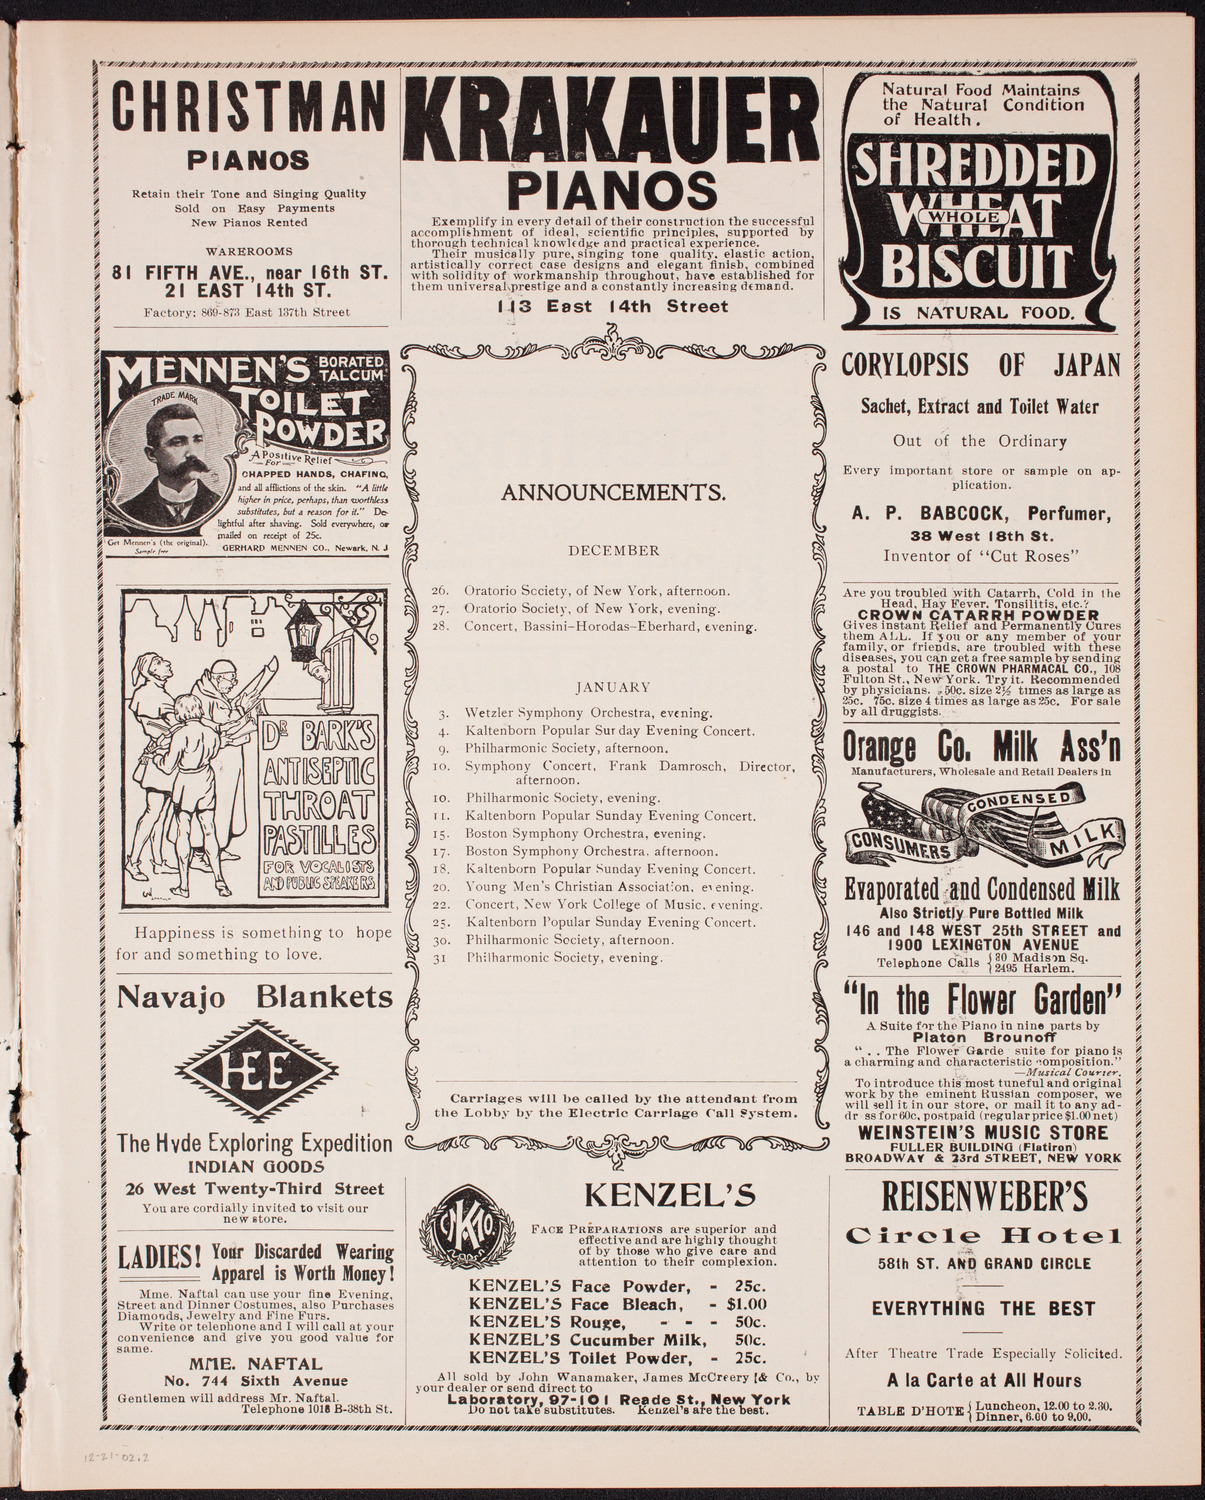 CHRISTMAN
PIANOS
Retain their Tone and Singing Quality
Sold on Easy Payments
New Pianos Rented
WAREROOMS
81 FIFTH AVE., near 16th ST.
21 EAST 14th ST.
Factory: 869-873 East 137th Street
KRAKAUER
PIANOS
Exemplify in every detail of their construction the successful
accomplishment of ideal, scientific principles, supported by
thorough technical knowledge and practical experience.
Their musically pure, singing tone quality, elastic action,
artistically correct case designs and elegant finish, combined
with solidity of workmanship throughout, have established for
them universal prestige and a constantly increasing demand.
113 East 14th Street
Natural Food Maintains
the Natural Condition
of Health.
SHREDDED
WHEAT
WHOLE
BISCUIT
IS NATURAL FOOD.
MENNEN'S BORATED
TALCUM
TOILET
POWDER
TRADE MARK
A Positive Relief
For
CHAPPED HANDS, CHAFING,
and all afflictions of the skin. "A little
higher in price, perhaps, than worthless
substitutes, but a reason for it." De-
lightful after shaving. Sold everywhere, or
mailed on receipt of 25c.
Get Mennen's (the original).
Sample free
GERHARD MENNEN CO., Newark, N. J
DR BARK'S
ANTISEPTIC
THROAT
PASTILLES
FOR VOCALISTS
AND PUBLIC SPEAKERS
Happiness is something to hope
for and something to love.
Navajo Blankets
HEE
The Hyde Exploring Expedition
INDIAN GOODS
26 West Twenty-Third Street
You are cordially invited to visit our
new store.
LADIES! Your Discarded Wearing
Apparel is Worth Money!
Mme. Naftal can use your fine Evening,
Street and Dinner Costumes, also Purchases
Diamonds, Jewelry and Fine Furs.
Write or telephone and I will call at your
convenience and give you good value for
same.
MME. NAFTAL
No. 744 Sixth Avenue
Gentlemen will address Mr. Naftal.
Telephone 1018 B-38th St.
ANNOUNCEMENTS.
DECEMBER
26. Oratorio Society, of New York, afternoon.
27. Oratorio Society, of New York, evening.
28. Concert, Bassini-Horodas-Eberhard, evening.
JANUARY
3. Wetzler Symphony Orchestra, evening.
4. Kaltenborn Popular Sunday Evening Concert.
9. Philharmonic Society, afternoon.
10. Symphony Concert, Frank Damrosch, Director,
afternoon.
10. Philharmonic Society, evening.
11. Kaltenborn Popular Sunday Evening Concert.
15. Boston Symphony Orchestra, evening.
17. Boston Symphony Orchestra. afternoon.
18. Kaltenborn Popular Sunday Evening Concert.
20. Young Men's Christian Association, evening.
22. Concert, New York College of Music, evening.
25. Kaltenborn Popular Sunday Evening Concert.
30. Philharmonic Society, afternoon.
31 Philharmonic Society, evening.
Carriages will be called by the attendant from
the Lobby by the Electric Carriage Call System.
KENZEL'S
FACE PREPARATIONS are superior and
effective and are highly thought
of by those who give care and
attention to their complexion.
KENZEL'S Face Powder, - 25c.
KENZEL'S Face Bleach, - $1.00
KENZEL'S Rouge, - - - 50c.
KENZEL'S Cucumber Milk, 50c.
KENZEL'S Toilet Powder, - 25c.
All sold by John Wanamaker, James McCreery & Co., by
your dealer or send direct to
Laboratory, 97-101 Reade St., New York
Do not take substitutes. Kenzel's are the best.
CORYLOPSIS OF JAPAN
Sachet, Extract and Toilet Water
Out of the Ordinary
Every important store or sample on ap-
plication.
A. P. BABCOCK, Perfumer,
38 West 18th St.
Inventor of "Cut Roses"
Are you troubled with Catarrh, Cold in the
Head, Hay Fever, Tonsilitis, etc.?
CROWN CATARRH POWDER
Gives instant Relief and Permanently Cures
them ALL. If you or any member of your
family, or friends, are troubled with these
diseases, you can get a free sample by sending
a postal to THE CROWN PHARMACAL CO., 108
Fulton St., New York. Try it. Recommended
by physicians. 50c. size 2½ times as large as
25c. 75c. size 4 times as large as 25c. For sale
by all druggists.
Orange Co. Milk Ass'n
Manufacturers, Wholesale and Retail Dealers in
CONDENSED
CONSUMERS
MILK
Evaporated and Condensed Milk
Also Strictly Pure Bottled Milk
146 and 148 WEST 25th STREET and
1900 LEXINGTON AVENUE
Telephone Calls { 80 Madison Sq.
2495 Harlem.
"In the Flower Garden"
A Suite for the Piano in nine parts by
Platon Brounoff
" . . The Flower Garde suite for piano is
a charming and characteristic composition."
—Musical Courier.
To introduce this most tuneful and original
work by the eminent Russian composer, we
will sell it in our store, or mail it to any ad-
dr ss for 60c, postpaid (regular price $1.00 net)
WEINSTEIN'S MUSIC STORE
FULLER BUILDING (Flatiron)
BROADWAY & 23rd STREET, NEW YORK
REISENWEBER'S
Circle Hotel
58th ST. AND GRAND CIRCLE
EVERYTHING THE BEST
After Theatre Trade Especially Solicited.
A la Carte at All Hours
TABLE D'HOTE { Luncheon, 12.00 to 2.30.
Dinner, 6.00 to 9.00.
12-21-02.2